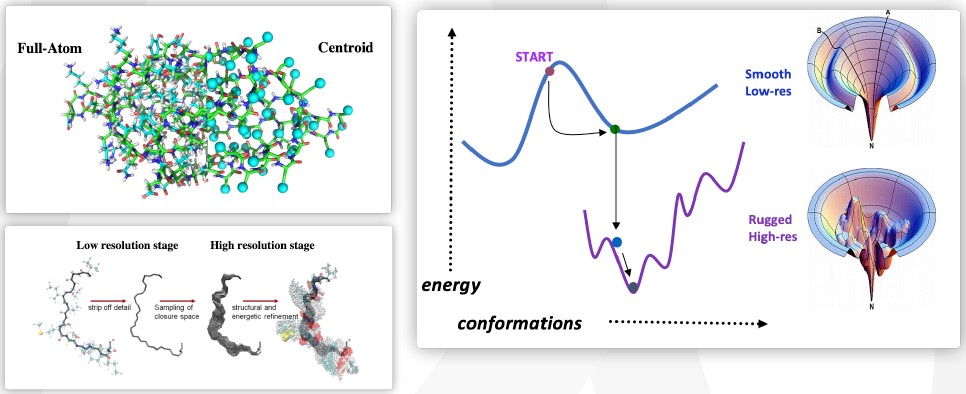 Full-Atom
Centroid
Low resolution stage
High resolution stage
strip off detail
Sampling of
closure space
structural and
energetic refinement
START
energy
conformations
Smooth
Low-res
A
B
N
Rugged
High-res
N